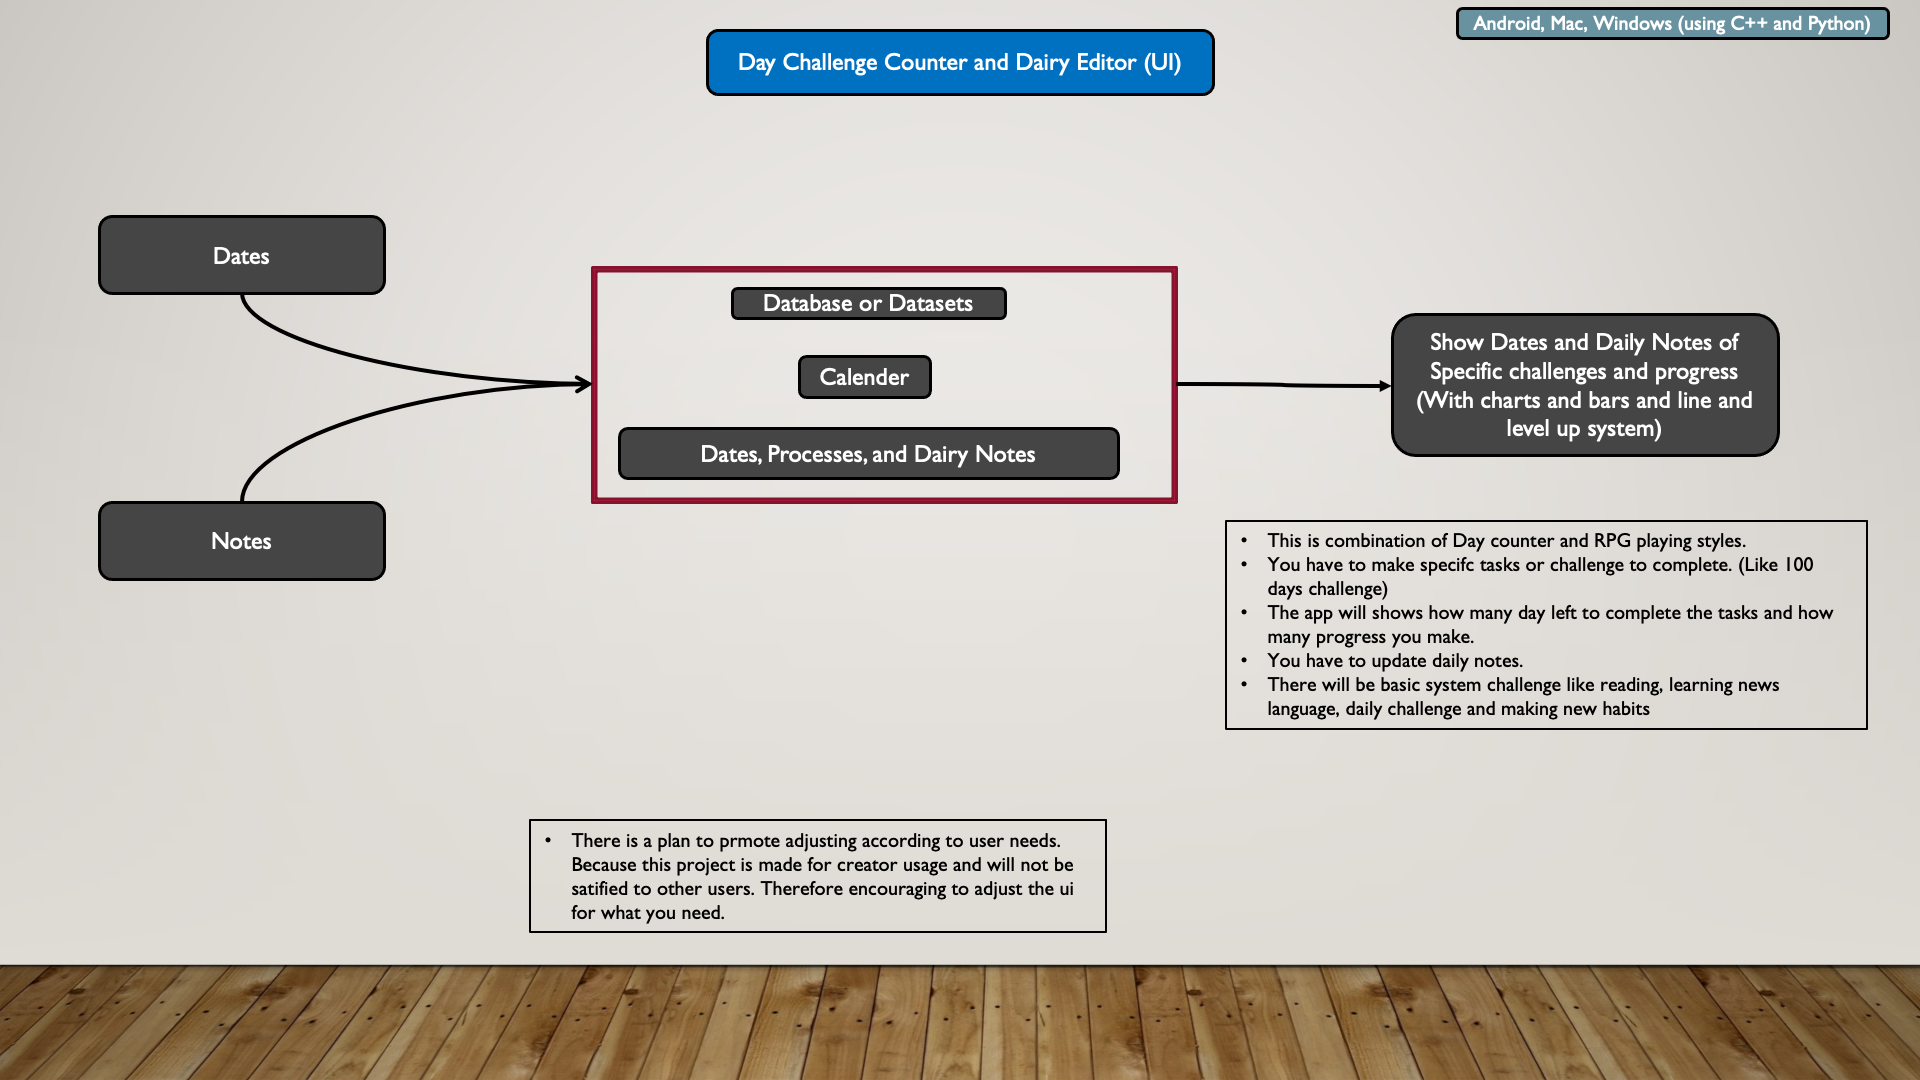 Android, Mac, Windows (using C++ and Python)
Day Challenge Counter and Dairy Editor (UI)
Dates
Notes
Database or Datasets
Calender
Dates, Processes, and Dairy Notes
Show Dates and Daily Notes of
Specific challenges and progress
(With charts and bars and line and
level up system)
• This is combination of Day counter and RPG playing styles.
• You have to make specifc tasks or challenge to complete. (Like 100
days challenge)
• The app will shows how many day left to complete the tasks and how
many progress you make.
• You have to update daily notes.
• There will be basic system challenge like reading, learning news
language, daily challenge and making new habits
• There is a plan to prmote adjusting according to user needs.
Because this project is made for creator usage and will not be
satified to other users. Therefore encouraging to adjust the ui
for what you need.